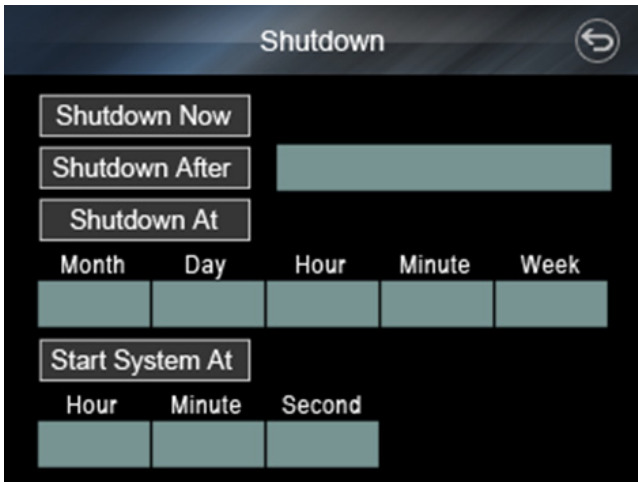 Shutdown
Shutdown Now
Shutdown After
Shutdown At
Month Day Hour Minute Week
Start System At
Hour Minute Second